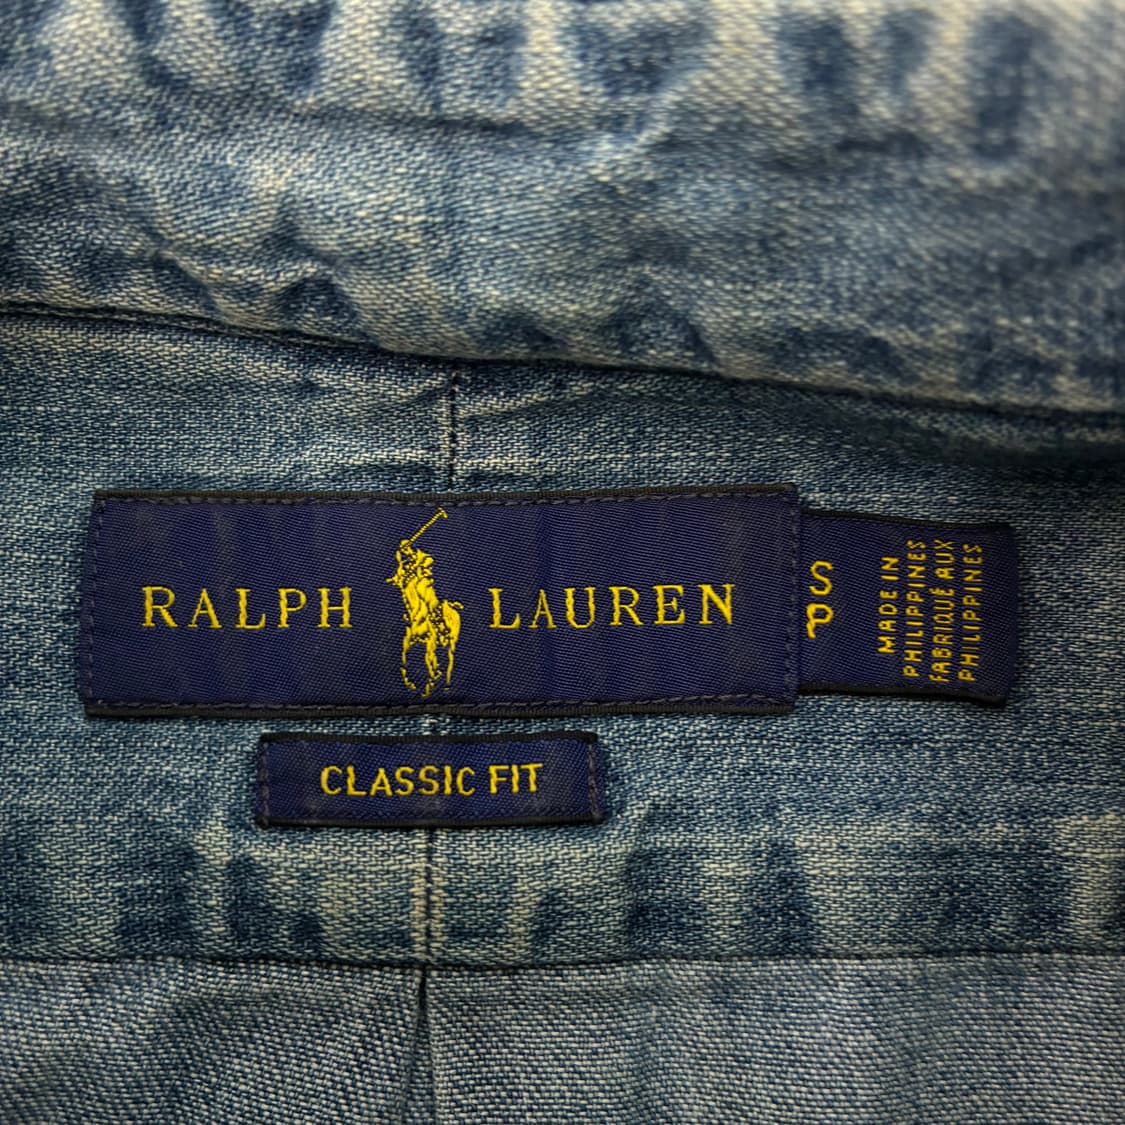 RALPH LAUREN
S
P
MADE IN
PHILIPPINES
FABRIQUÉ AUX
PHILIPPINES
CLASSIC FIT